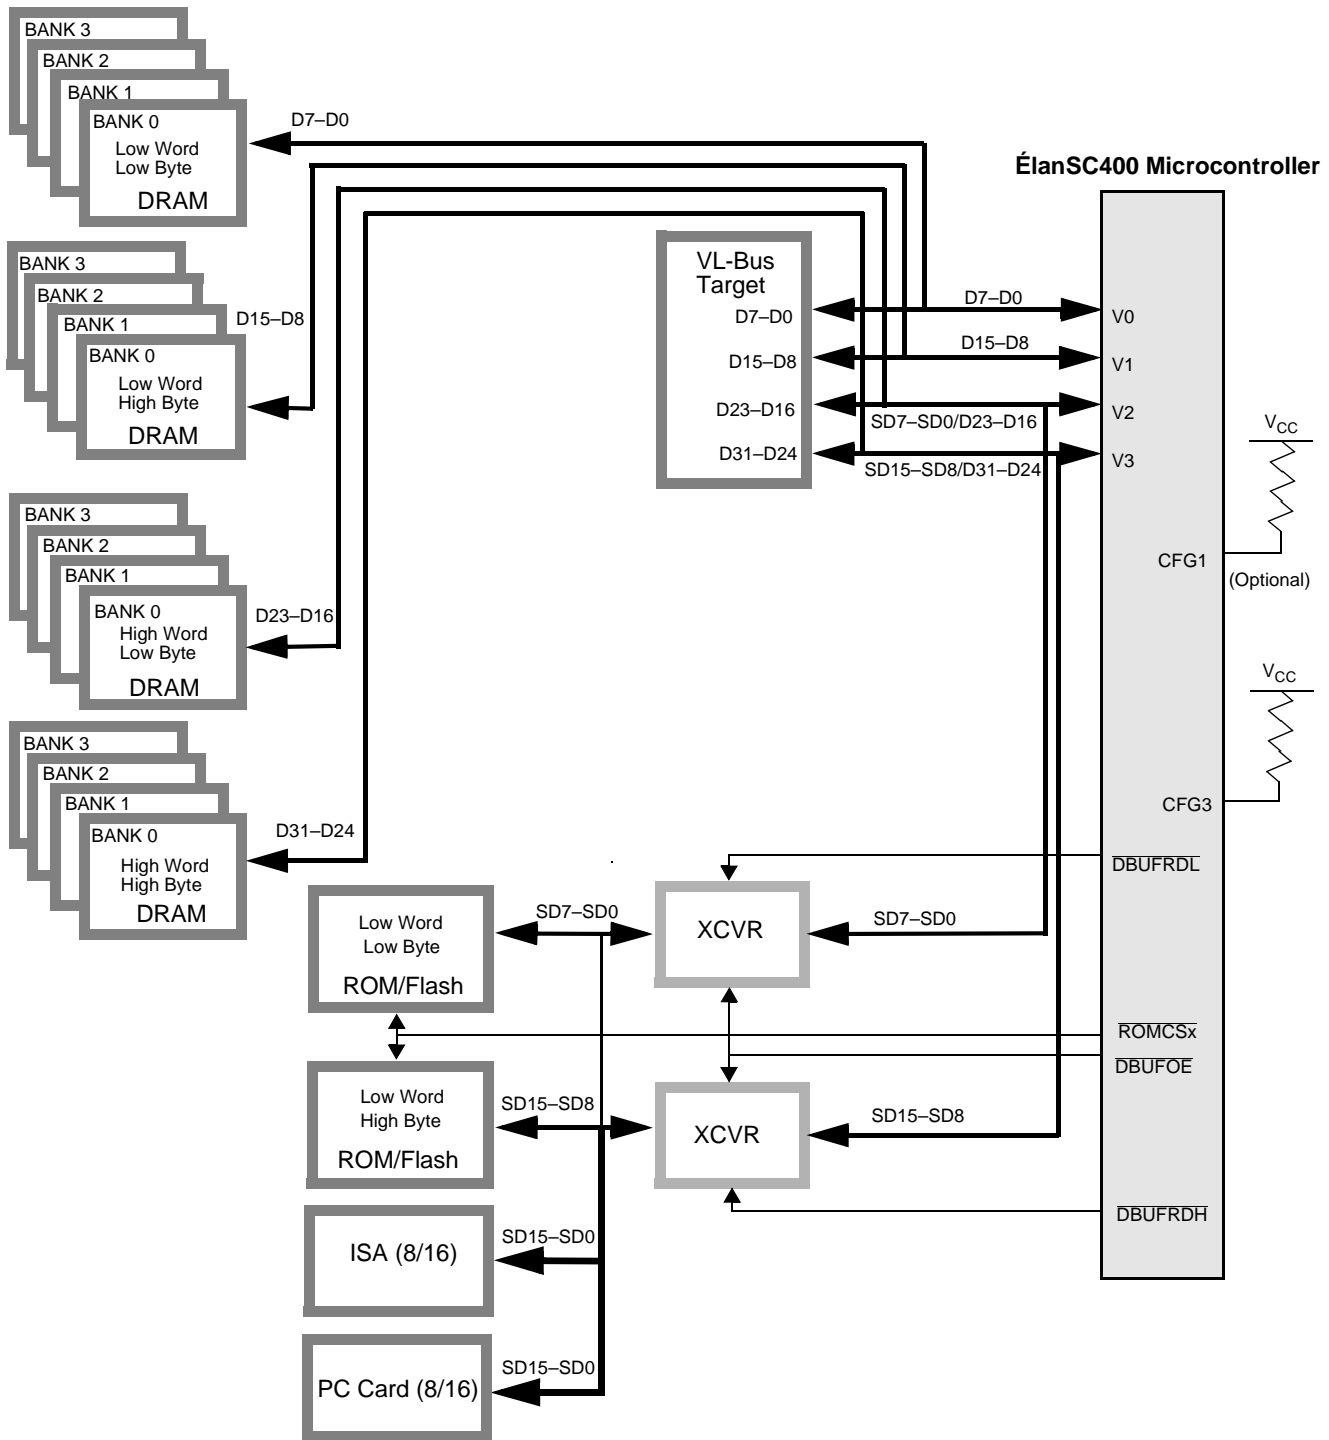 BANK 3
BANK 2
BANK 1
BANK 0
Low Word
Low Byte
DRAM
D7–D0
BANK 3
BANK 2
BANK 1
BANK 0
Low Word
High Byte
DRAM
D15–D8
BANK 3
BANK 2
BANK 1
BANK 0
High Word
Low Byte
DRAM
D23–D16
BANK 3
BANK 2
BANK 1
BANK 0
High Word
High Byte
DRAM
D31–D24
VL-Bus
Target
D7–D0
D15–D8
D23–D16
D31–D24
D7–D0
D15–D8
SD7–SD0/D23–D16
SD15–SD8/D31–D24
ÉlanSC400 Microcontroller
V0
V1
V2
V3
VCC
CFG1
(Optional)
VCC
CFG3
DBUFRDL
ROMCSx
DBUFOE
DBUFRDH
Low Word
Low Byte
ROM/Flash
SD7–SD0
XCVR
SD7–SD0
Low Word
High Byte
ROM/Flash
SD15–SD8
XCVR
SD15–SD8
ISA (8/16)
SD15–SD0
PC Card (8/16)
SD15–SD0